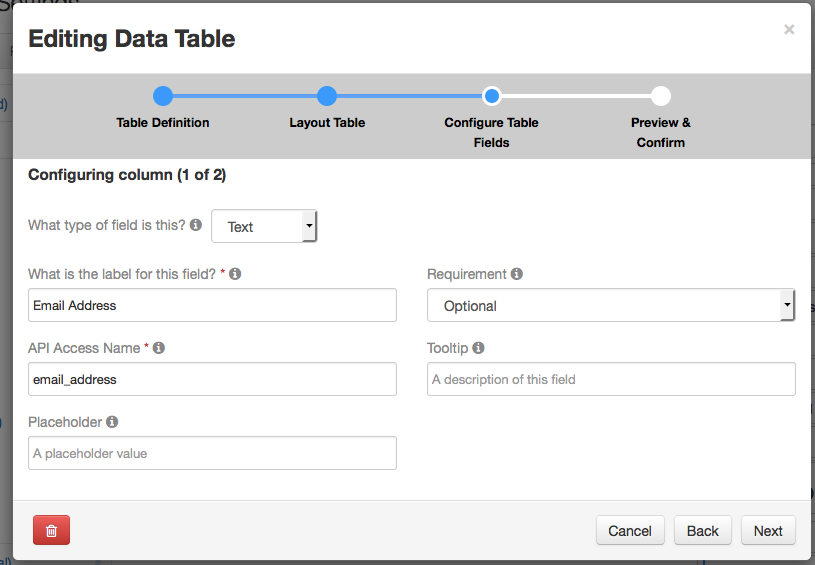 Editing Data Table
×
Table Definition
Layout Table
Configure Table
Fields
Preview &
Confirm
Configuring column (1 of 2)
What type of field is this?
Text
What is the label for this field? *
Requirement
Email Address
Optional
API Access Name *
Tooltip
email_address
A description of this field
Placeholder
A placeholder value
Cancel
Back
Next